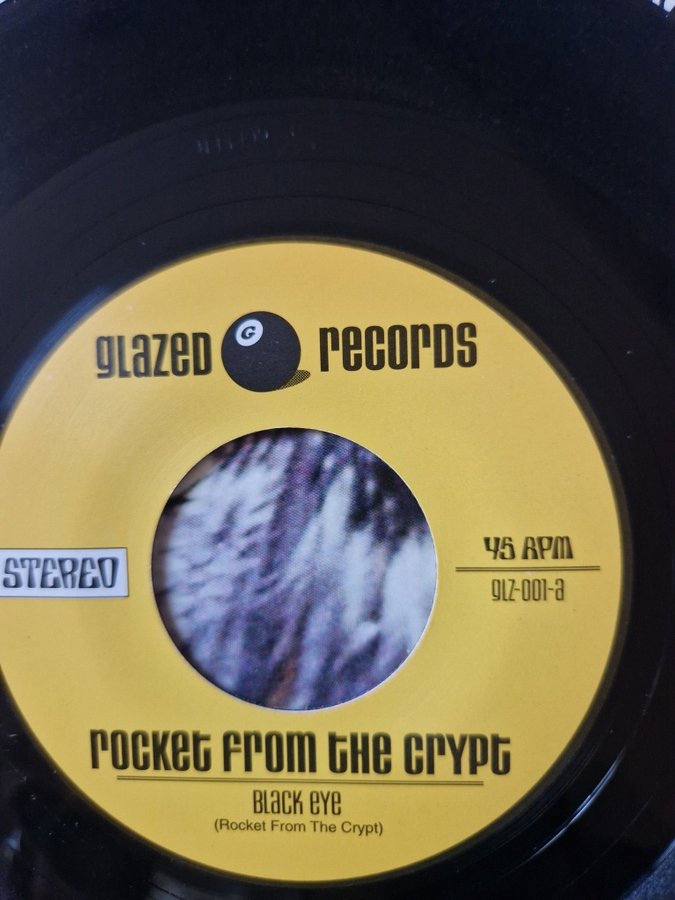 glazed G records
STEREO
45 RPM
glz-001-a
rocket from the crypt
Black eye
(Rocket From The Crypt)